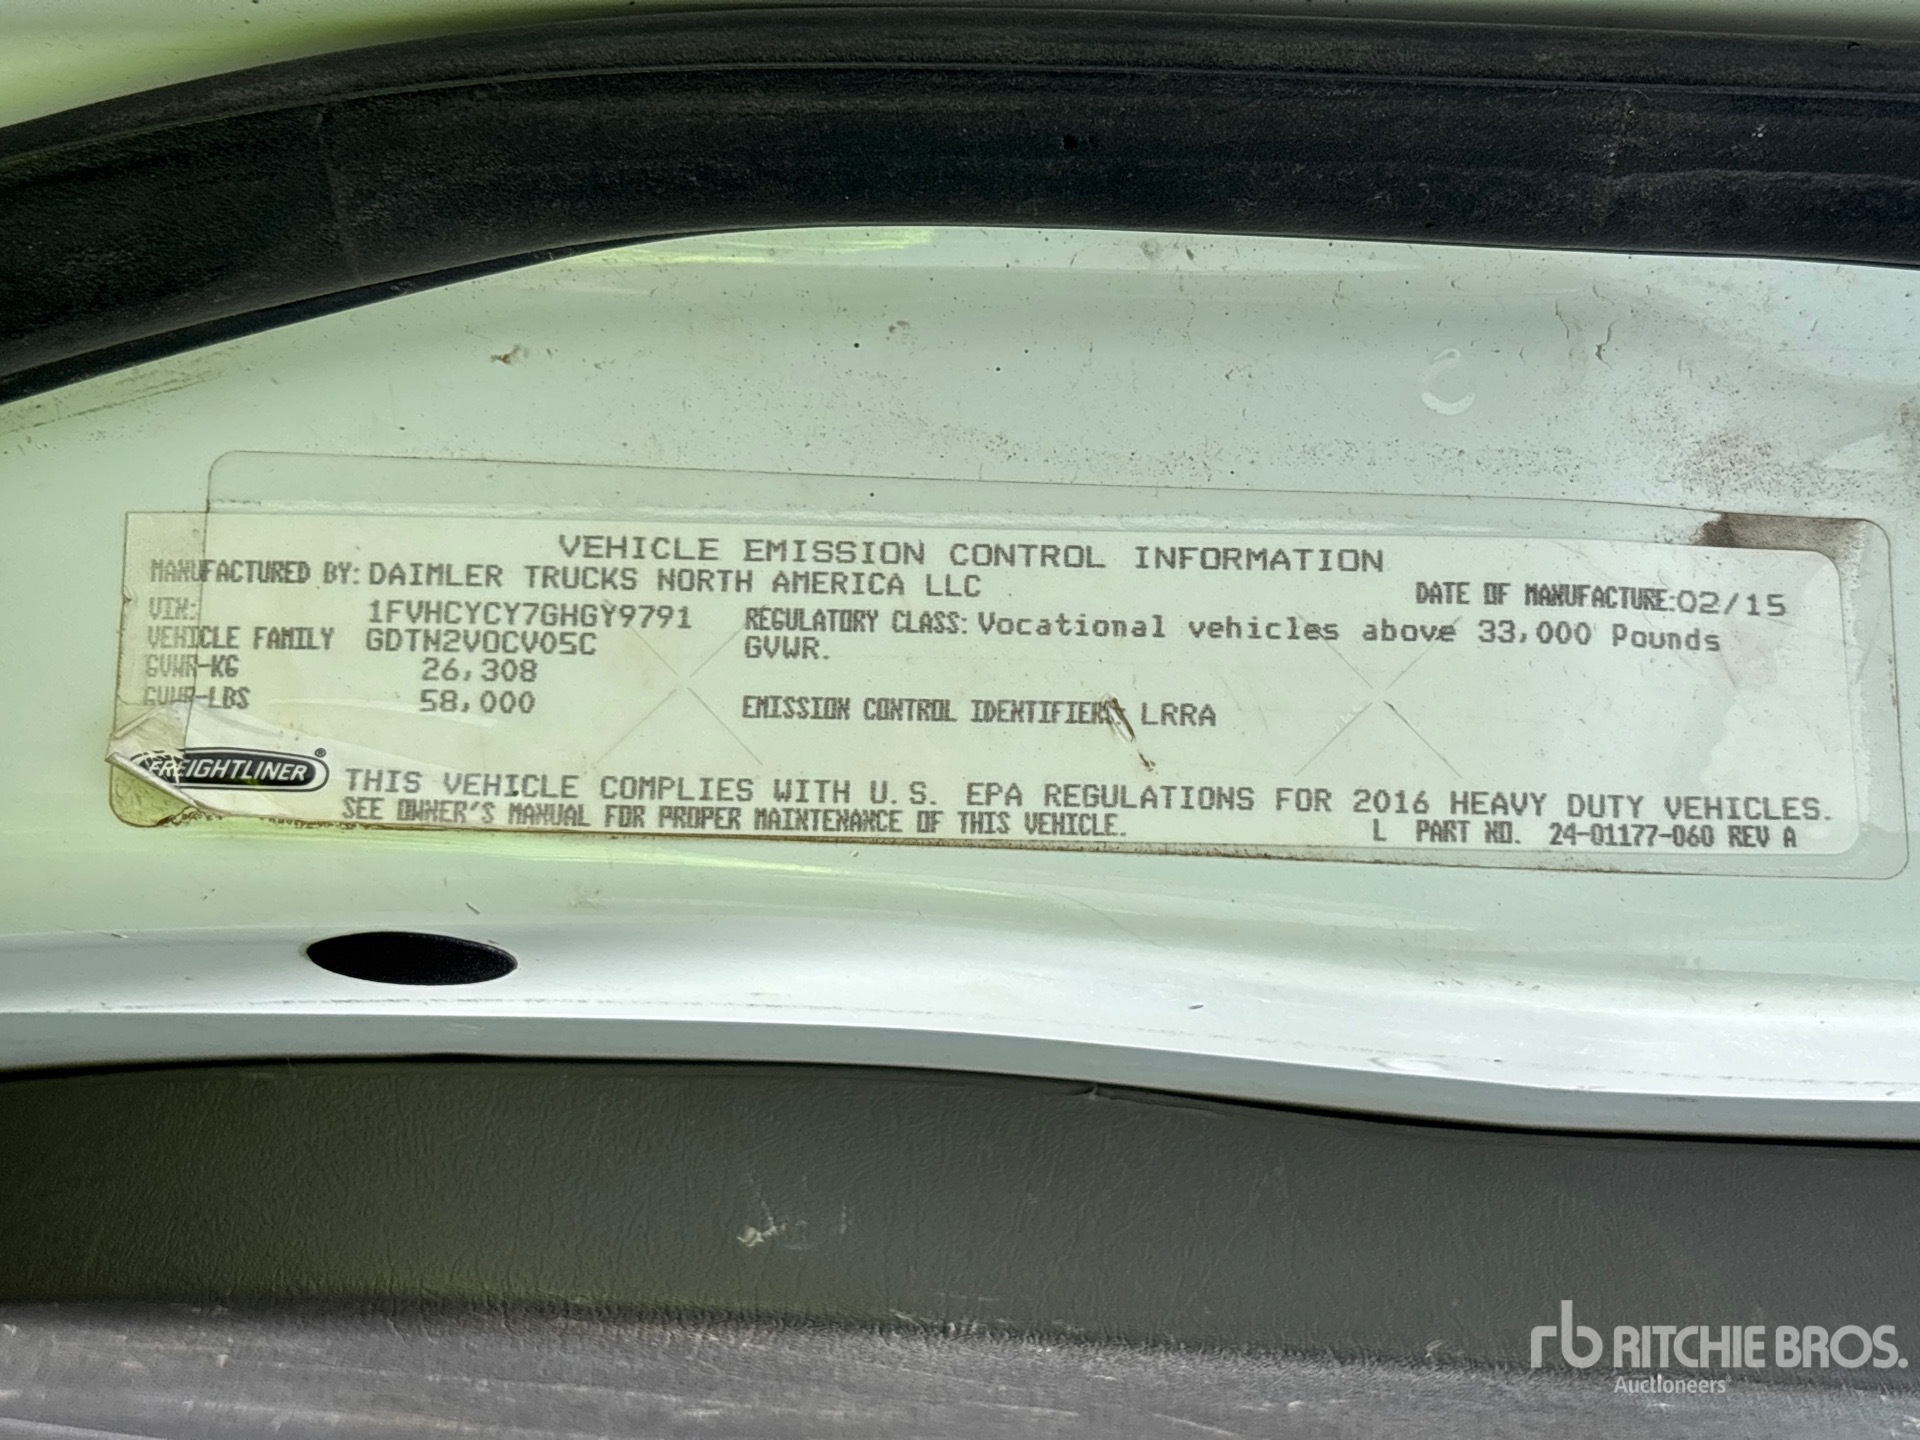 VEHICLE EMISSION CONTROL INFORMATION
MANUFACTURED BY: DAIMLER TRUCKS NORTH AMERICA LLC
DATE OF MANUFACTURE: 02/15
VIN: 1FVHCYCY7GHGY9791
REGULATORY CLASS: Vocational vehicles above 33,000 Pounds
VEHICLE FAMILY GDTN2VOCV05C
GVWR.
GVWR-KG 26,308
GVWR-LBS 58,000
EMISSION CONTROL IDENTIFIERS: LRRA
FREIGHTLINER®
THIS VEHICLE COMPLIES WITH U.S. EPA REGULATIONS FOR 2016 HEAVY DUTY VEHICLES.
SEE OWNER'S MANUAL FOR PROPER MAINTENANCE OF THIS VEHICLE.
L PART NO. 24-01177-060 REV A
rb RITCHIE BROS.
Auctioneers